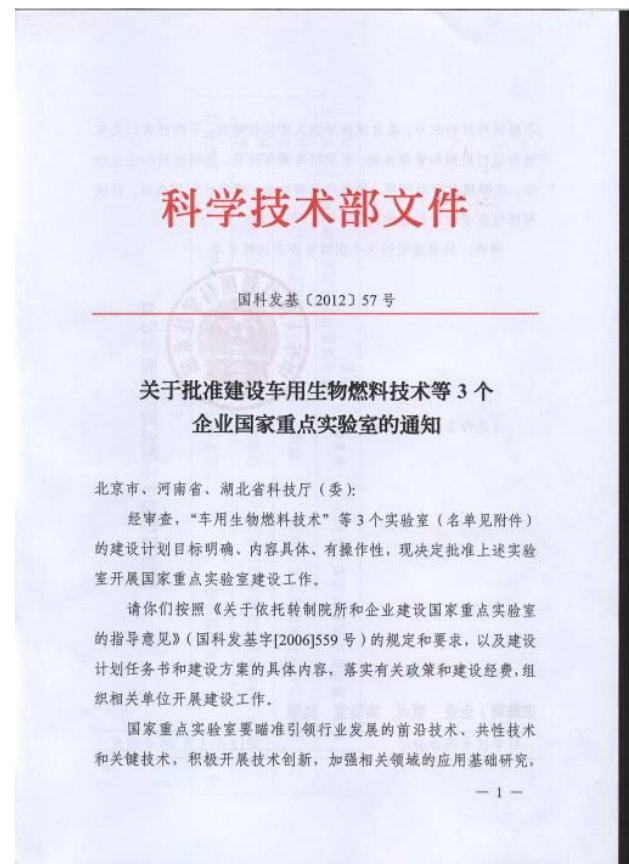 科学技术部文件
国科发基〔2012〕57号
关于批准建设车用生物燃料技术等 3 个
企业国家重点实验室的通知
北京市、河南省、湖北省科技厅（委）:
经审查，“车用生物燃料技术”等3个实验室（名单见附件）
的建设计划目标明确、内容具体、有操作性，现决定批准上述实验
室开展国家重点实验室建设工作。
请你们按照《关于依托转制院所和企业建设国家重点实验室
的指导意见》（国科发基字[2006]559号）的规定和要求，以及建设
计划任务书和建设方案的具体内容，落实有关政策和建设经费,组
织相关单位开展建设工作。
国家重点实验室要瞄准引领行业发展的前沿技术、共性技术
和关键技术，积极开展技术创新，加强相关领域的应用基础研究，
— 1 —